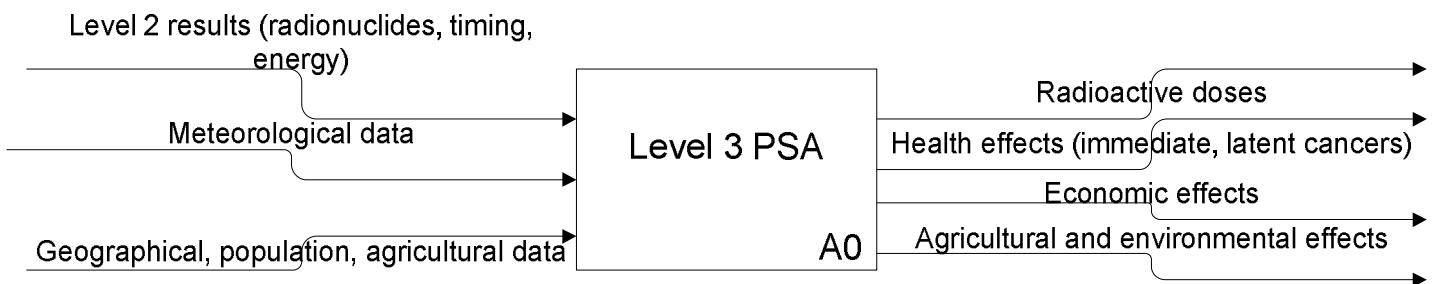 Level 2 results (radionuclides, timing,
energy)
Meteorological data
Geographical, population, agricultural data
Level 3 PSA
A0
Radioactive doses
Health effects (immediate, latent cancers)
Economic effects
Agricultural and environmental effects